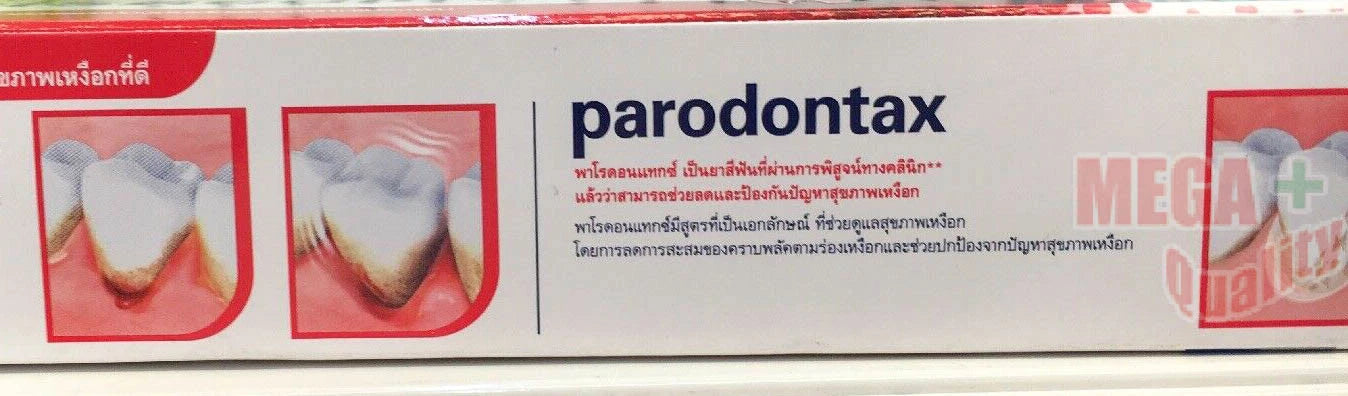 ขภาพเหงือกที่ดี
parodontax
พาโรดอนแทกซ์ เป็นยาสีฟันที่ผ่านการพิสูจน์ทางคลินิก**
แล้วว่าสามารถช่วยลดและป้องกันปัญหาสุขภาพเหงือก
พาโรดอนแทกซ์มีสูตรที่เป็นเอกลักษณ์ ที่ช่วยดูแลสุขภาพเหงือก
โดยการลดการสะสมของคราบพลัคตามร่องเหงือกและช่วยปกป้องจากปัญหาสุขภาพเหงือก
MEGA +
Quality